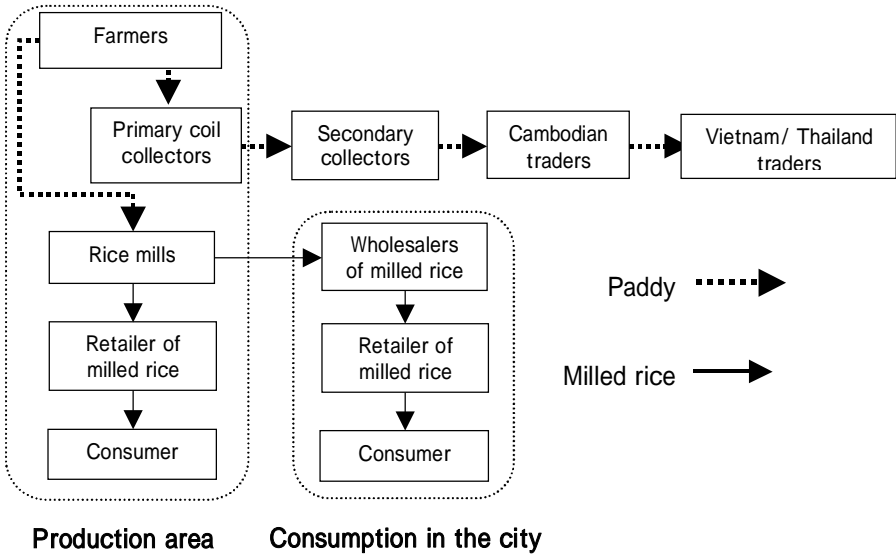 Farmers
Primary coil
collectors
Secondary
collectors
Cambodian
traders
Vietnam/ Thailand
traders
Rice mills
Wholesalers
of milled rice
Paddy
Retailer of
milled rice
Retailer
of milled rice
Milled rice
Consumer
Consumer
Production area
Consumption in the city